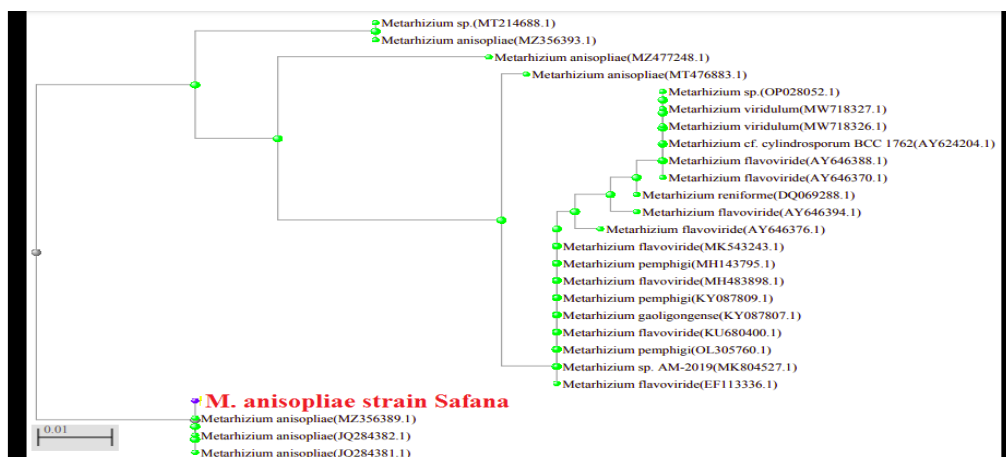 Metarhizium sp.(MT214688.1)
Metarhizium anisopliae(MZ356393.1)
Metarhizium anisopliae(MZ477248.1)
Metarhizium anisopliae(MT476883.1)
Metarhizium sp.(OP028052.1)
Metarhizium viridulum(MW718327.1)
Metarhizium viridulum(MW718326.1)
Metarhizium cf. cylindrosporum BCC 1762(AY624204.1)
Metarhizium flavoviride(AY646388.1)
Metarhizium flavoviride(AY646370.1)
Metarhizium reniforme(DQ069288.1)
Metarhizium flavoviride(AY646394.1)
Metarhizium flavoviride(AY646376.1)
Metarhizium flavoviride(MK543243.1)
Metarhizium pemphigi(MH143795.1)
Metarhizium flavoviride(MH483898.1)
Metarhizium pemphigi(KY087809.1)
Metarhizium gaoligongense(KY087807.1)
Metarhizium flavoviride(KU680400.1)
Metarhizium pemphigi(OL305760.1)
Metarhizium sp. AM-2019(MK804527.1)
Metarhizium flavoviride(EF113336.1)
M. anisopliae strain Safana
Metarhizium anisopliae(MZ356389.1)
Metarhizium anisopliae(JQ284382.1)
Metarhizium anisopliae(JQ284381.1)
0.01